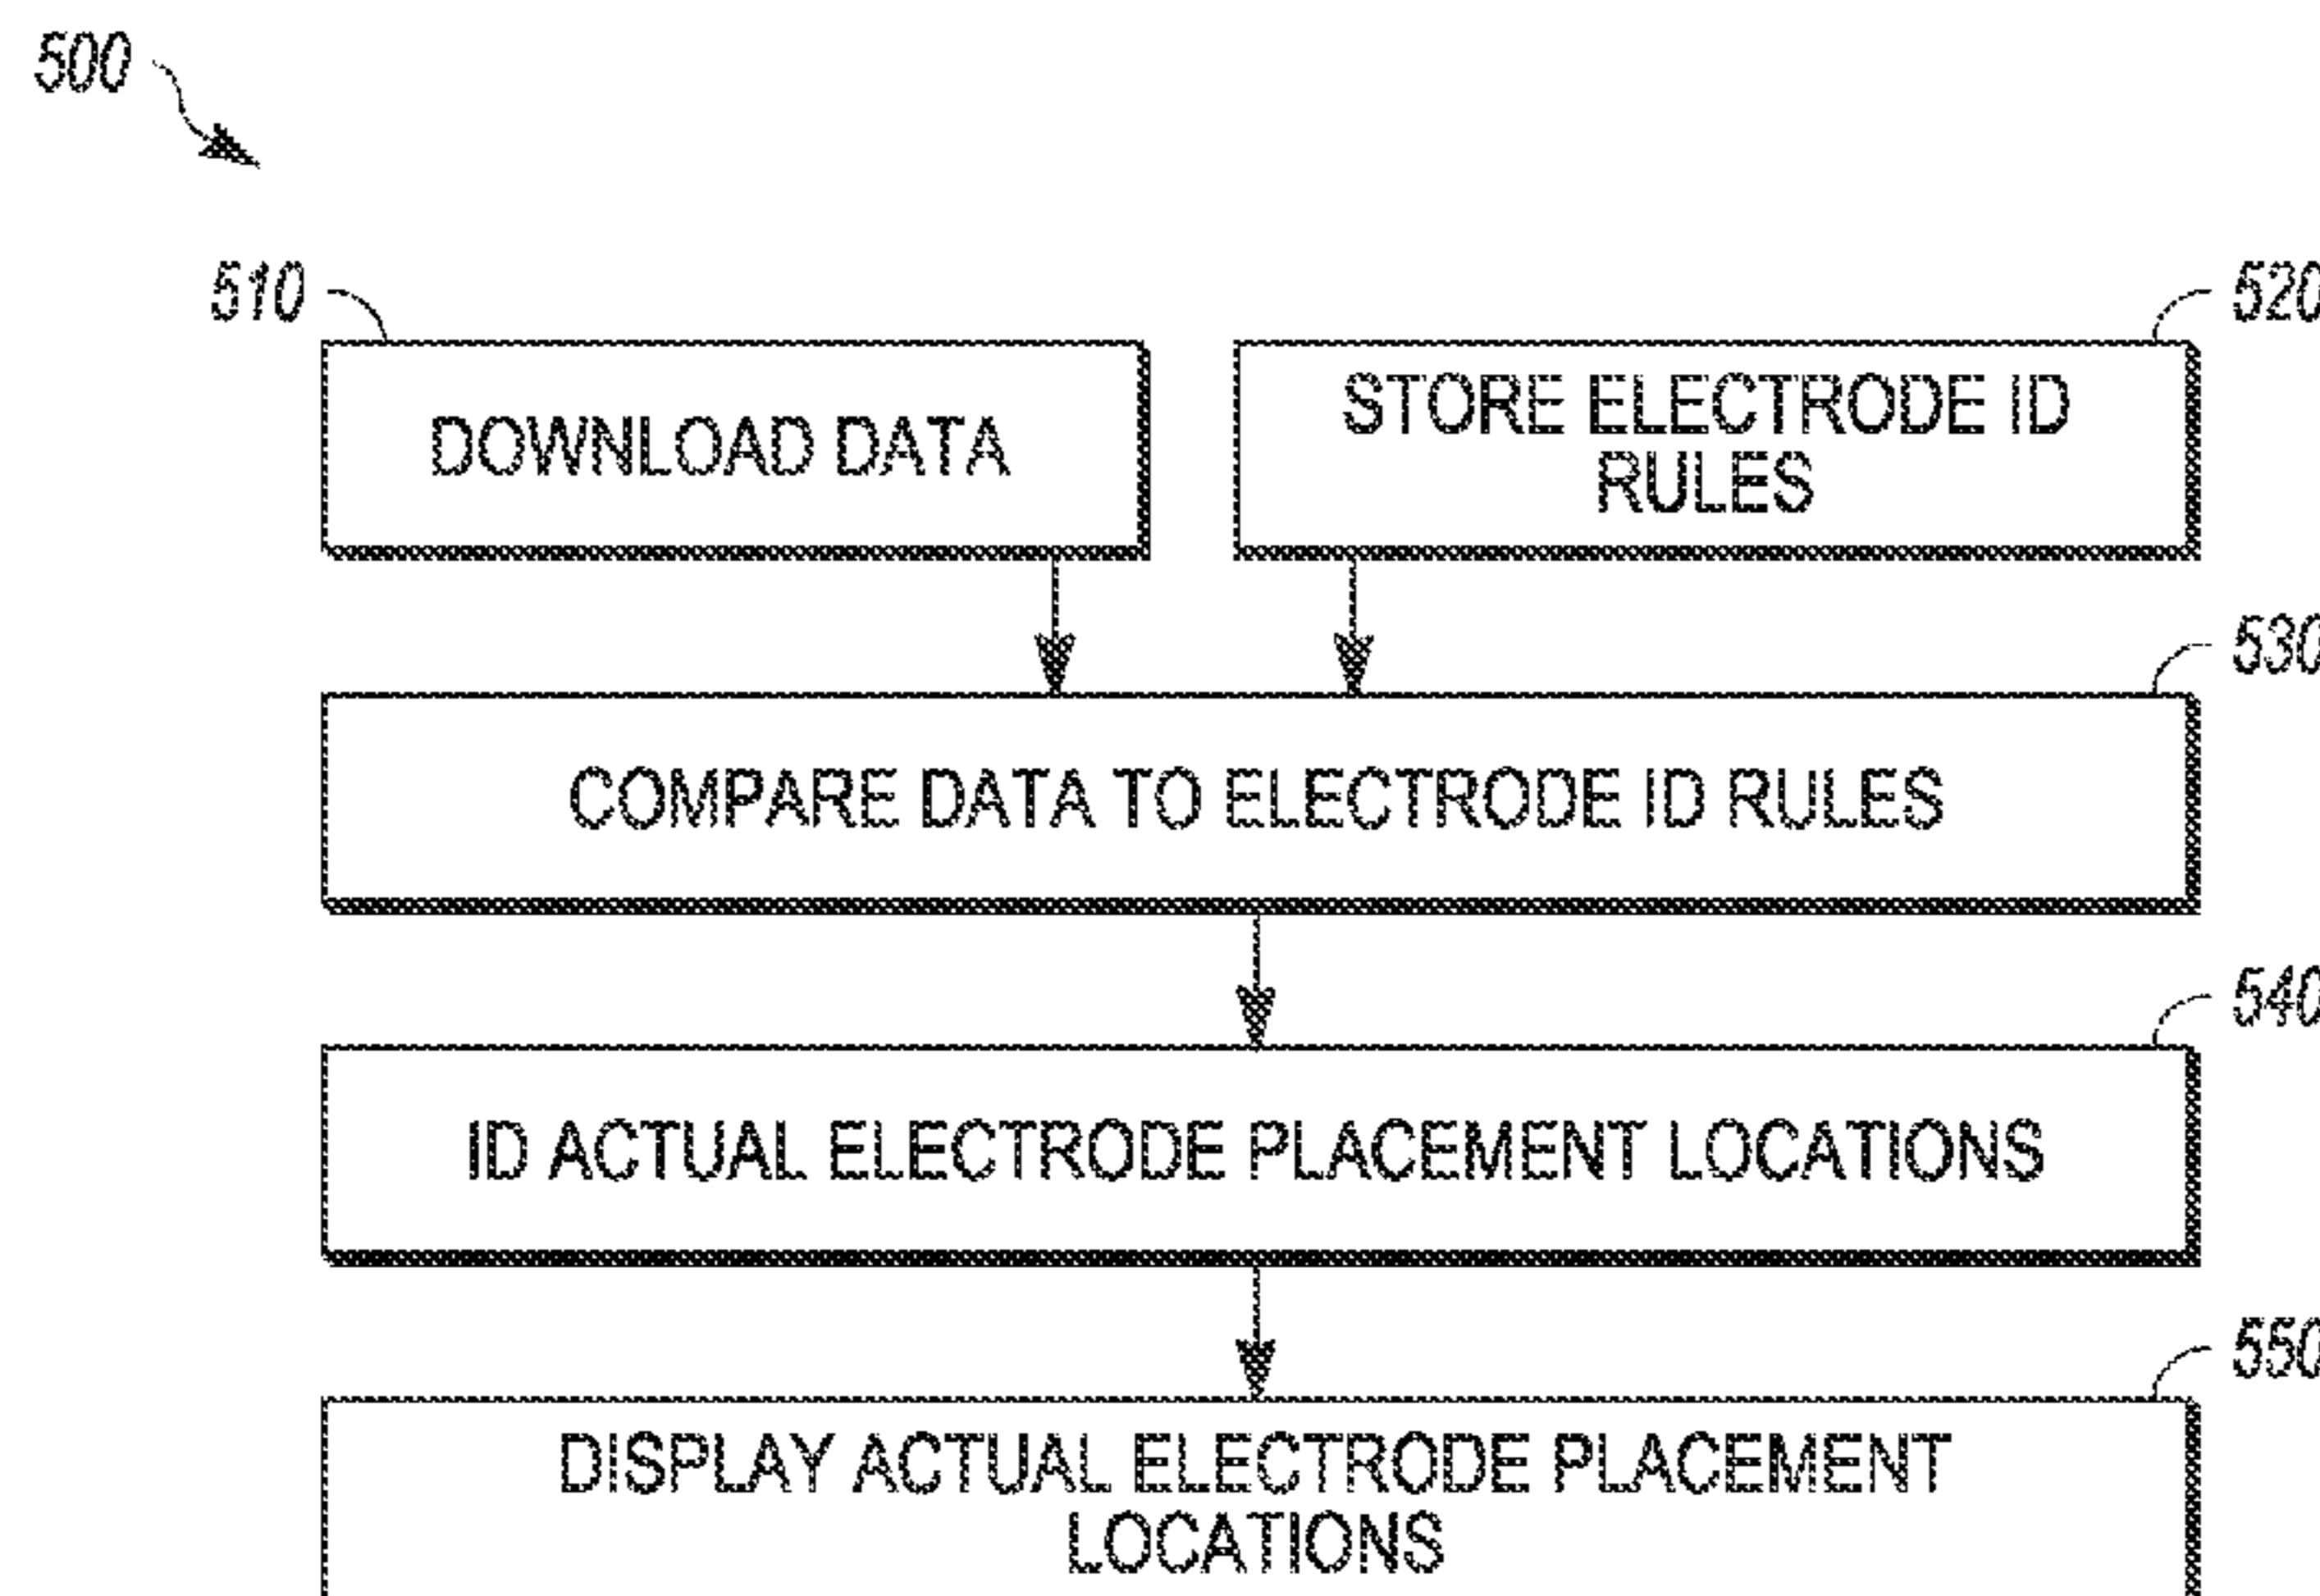 500
510
520
DOWNLOAD DATA
STORE ELECTRODE ID
RULES
530
COMPARE DATA TO ELECTRODE ID RULES
540
ID ACTUAL ELECTRODE PLACEMENT LOCATIONS
550
DISPLAY ACTUAL ELECTRODE PLACEMENT
LOCATIONS